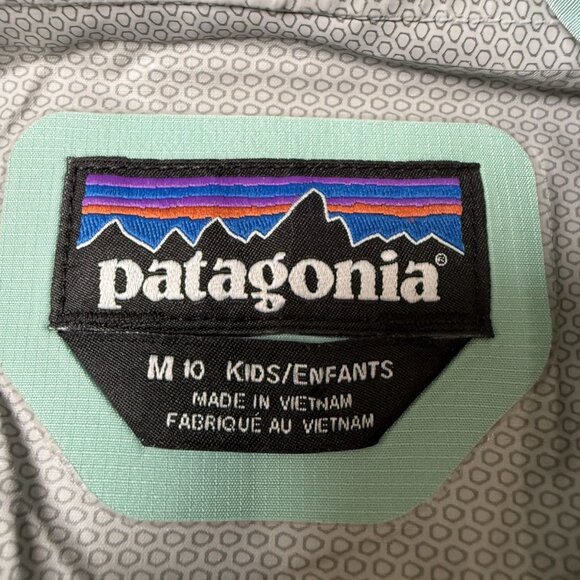 patagonia®
M 10 KIDS/ENFANTS
MADE IN VIETNAM
FABRIQUÉ AU VIETNAM